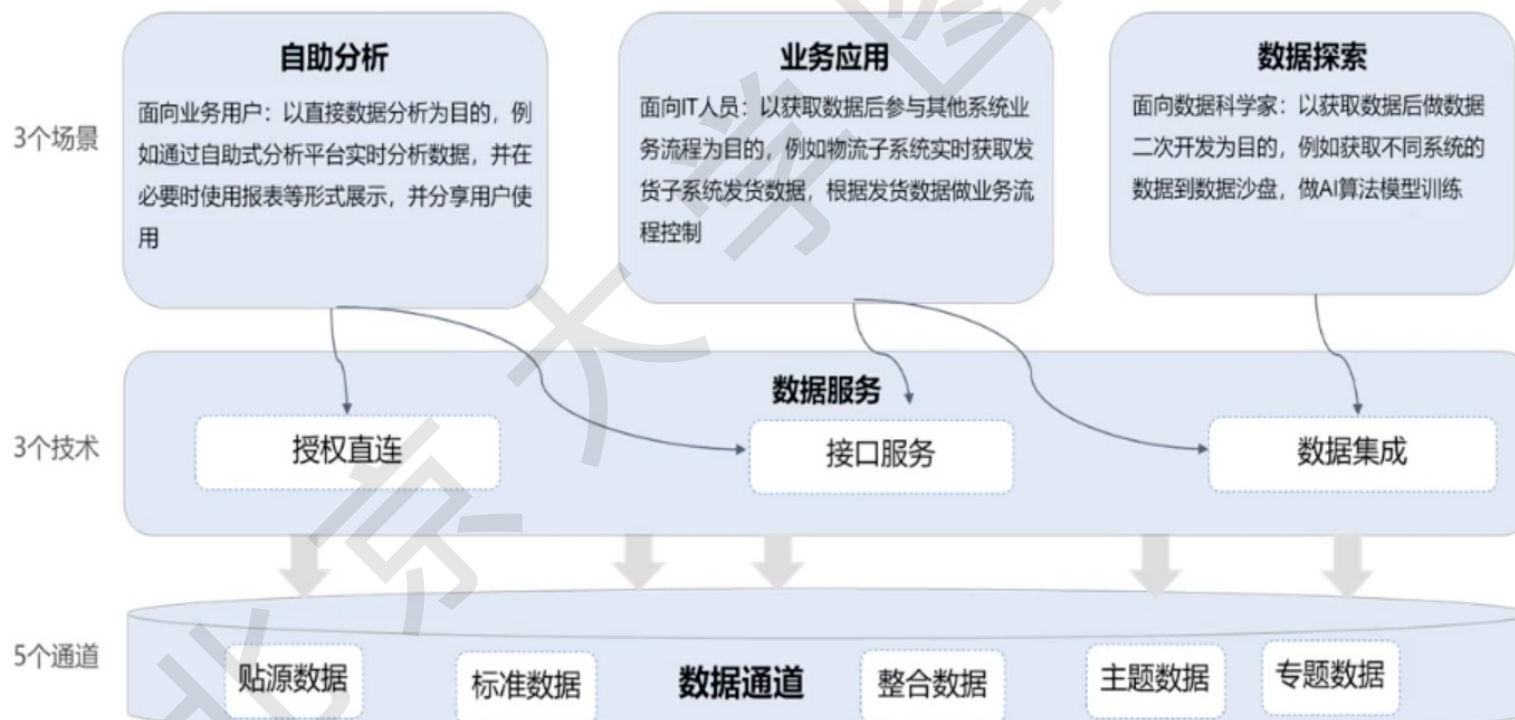 自助分析
面向业务用户：以直接数据分析为目的，例
如通过自助式分析平台实时分析数据，并在
必要时使用报表等形式展示，并分享用户使
用
业务应用
面向IT人员：以获取数据后参与其他系统业
务流程为目的，例如物流子系统实时获取发
货子系统发货数据，根据发货数据做业务流
程控制
数据探索
面向数据科学家：以获取数据后做数据
二次开发为目的，例如获取不同系统的
数据到数据沙盘，做AI算法模型训练
3个场景
数据服务
3个技术
授权直连
接口服务
数据集成
5个通道
贴源数据
标准数据
数据通道
整合数据
主题数据
专题数据
北京大学图